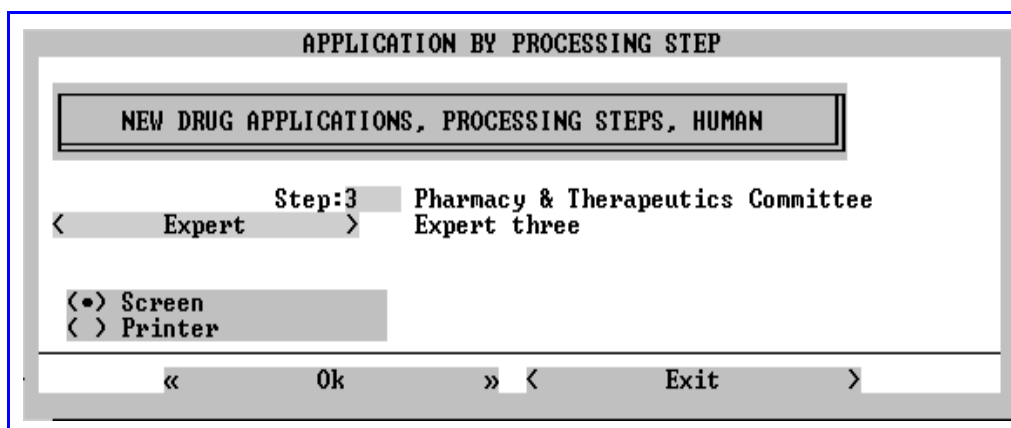 APPLICATION BY PROCESSING STEP
NEW DRUG APPLICATIONS, PROCESSING STEPS, HUMAN
Step:3 Pharmacy & Therapeutics Committee
< Expert > Expert three
(•) Screen
( ) Printer
« Ok » < Exit >